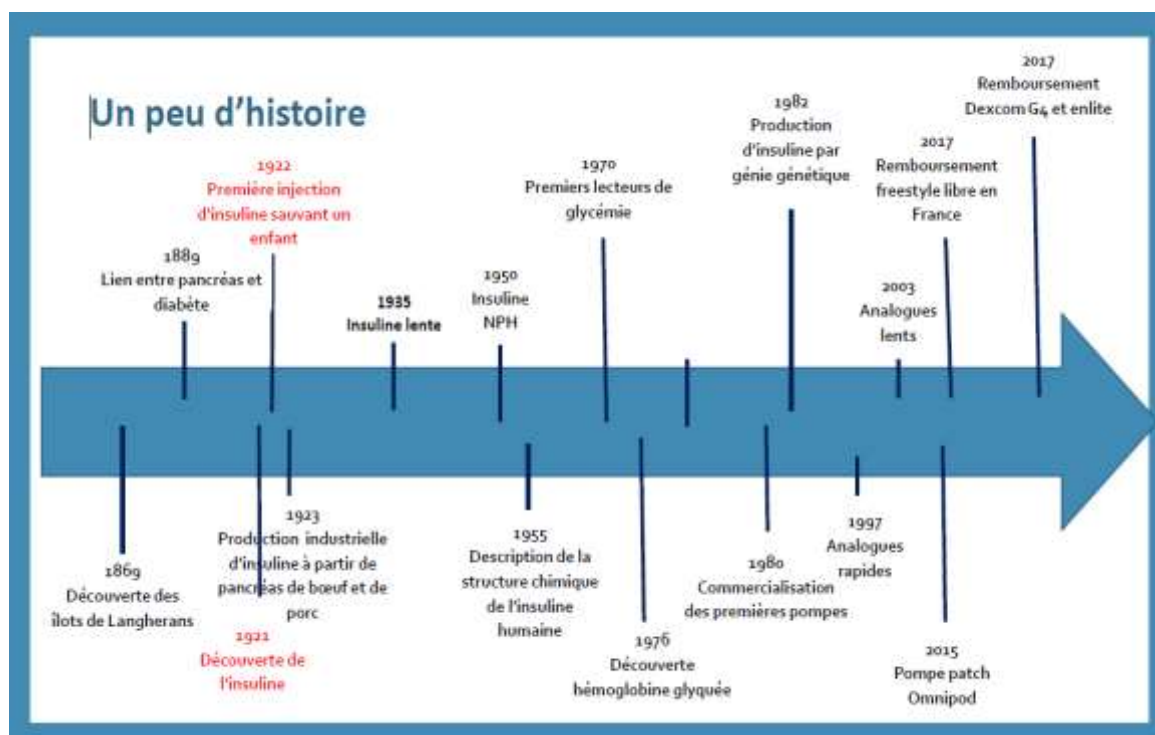 Un peu d'histoire
1869
Découverte des
îlots de Langherans
1889
Lien entre pancréas et
diabète
1921
Découverte de
l'insuline
1922
Première injection
d'insuline sauvant un
enfant
1923
Production industrielle
d'insuline à partir de
pancréas de bœuf et de
porc
1935
Insuline lente
1950
Insuline
NPH
1955
Description de la
structure chimique
de l'insuline
humaine
1970
Premiers lecteurs de
glycémie
1976
Découverte
hémoglobine glyquée
1980
Commercialisation
des premières pompes
1982
Production
d'insuline par
génie génétique
1997
Analogues
rapides
2003
Analogues
lents
2015
Pompe patch
Omnipod
2017
Remboursement
freestyle libre en
France
2017
Remboursement
Dexcom G4 et enlite